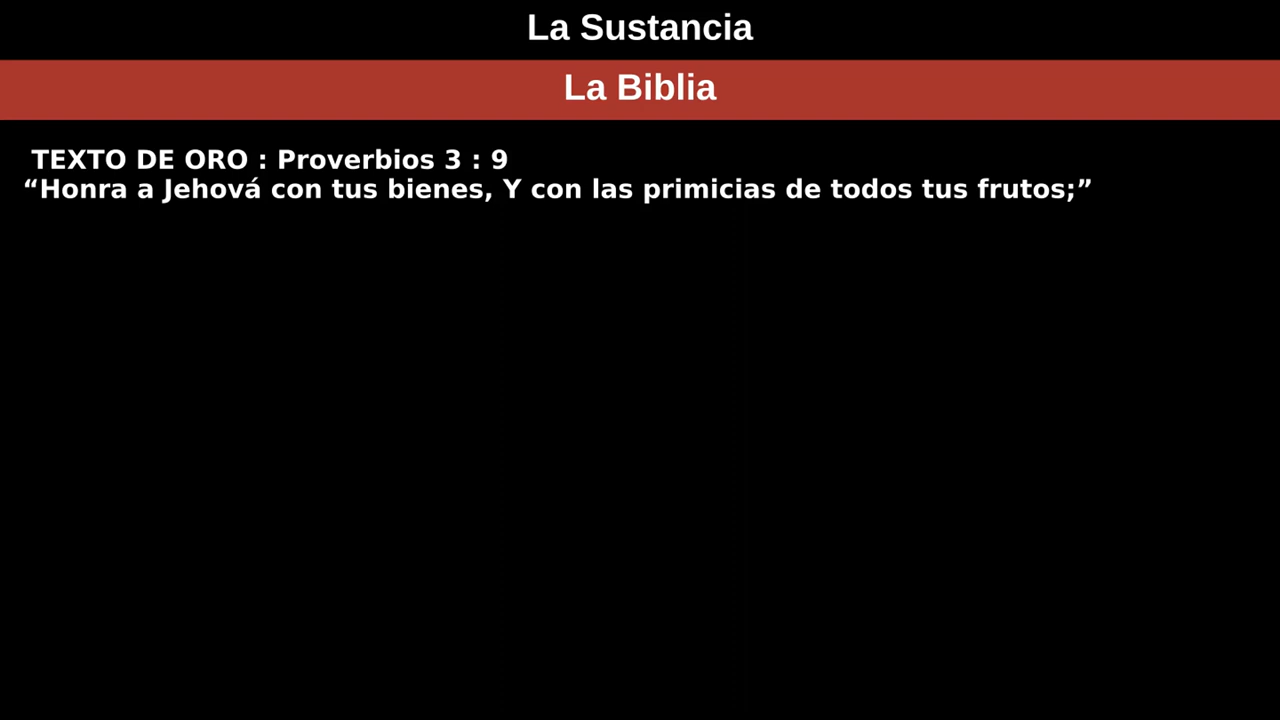 La Sustancia
La Biblia
TEXTO DE ORO : Proverbios 3 : 9
“Honra a Jehová con tus bienes, Y con las primicias de todos tus frutos;”